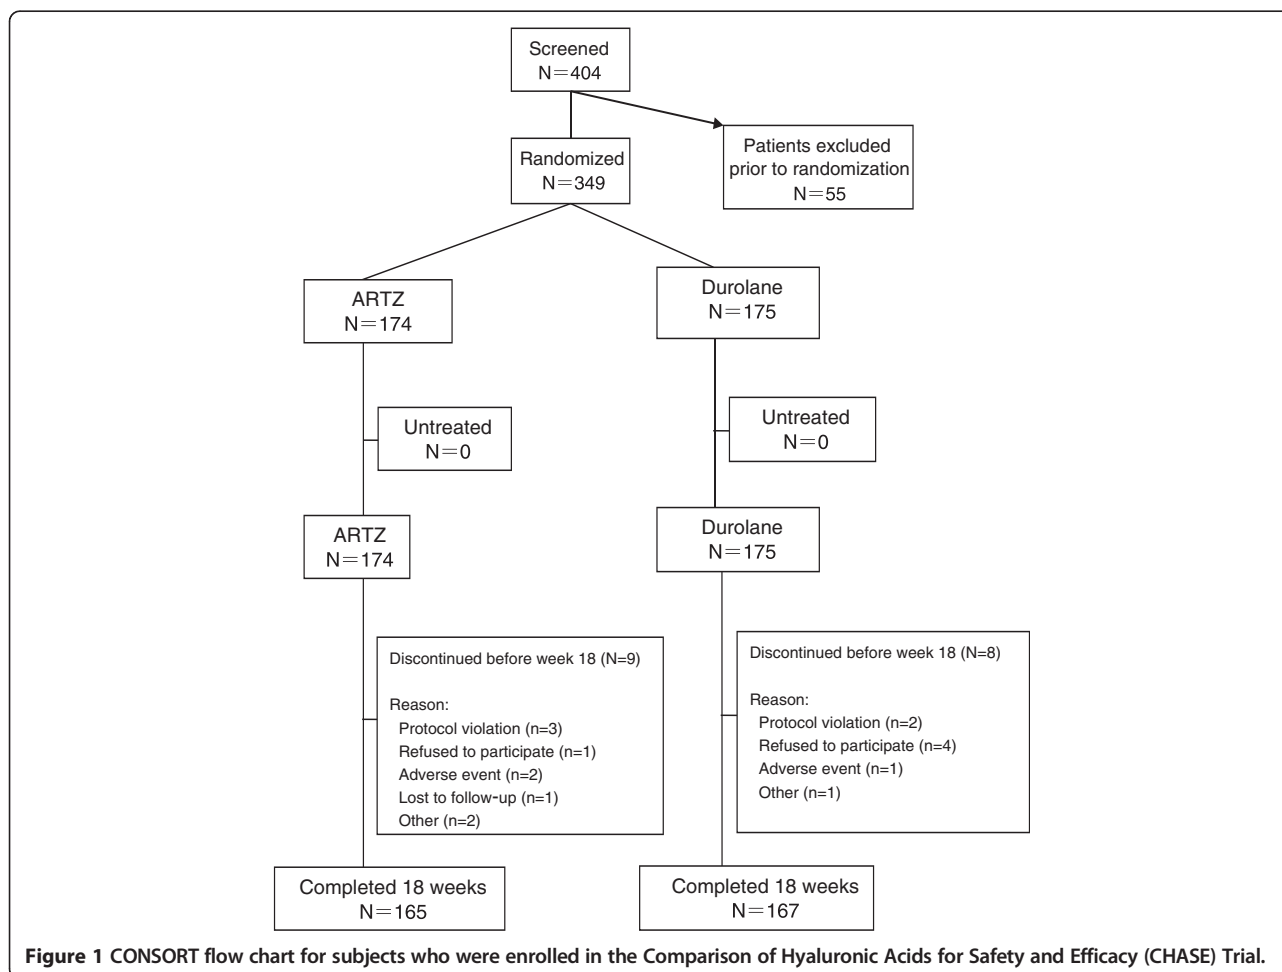 Screened
N=404
Patients excluded
prior to randomization
N=55
Randomized
N=349
ARTZ
N=174
Durolane
N=175
Untreated
N=0
Untreated
N=0
ARTZ
N=174
Durolane
N=175
Discontinued before week 18 (N=9)
Reason:
Protocol violation (n=3)
Refused to participate (n=1)
Adverse event (n=2)
Lost to follow-up (n=1)
Other (n=2)
Discontinued before week 18 (N=8)
Reason:
Protocol violation (n=2)
Refused to participate (n=4)
Adverse event (n=1)
Other (n=1)
Completed 18 weeks
N=165
Completed 18 weeks
N=167
Figure 1 CONSORT flow chart for subjects who were enrolled in the Comparison of Hyaluronic Acids for Safety and Efficacy (CHASE) Trial.